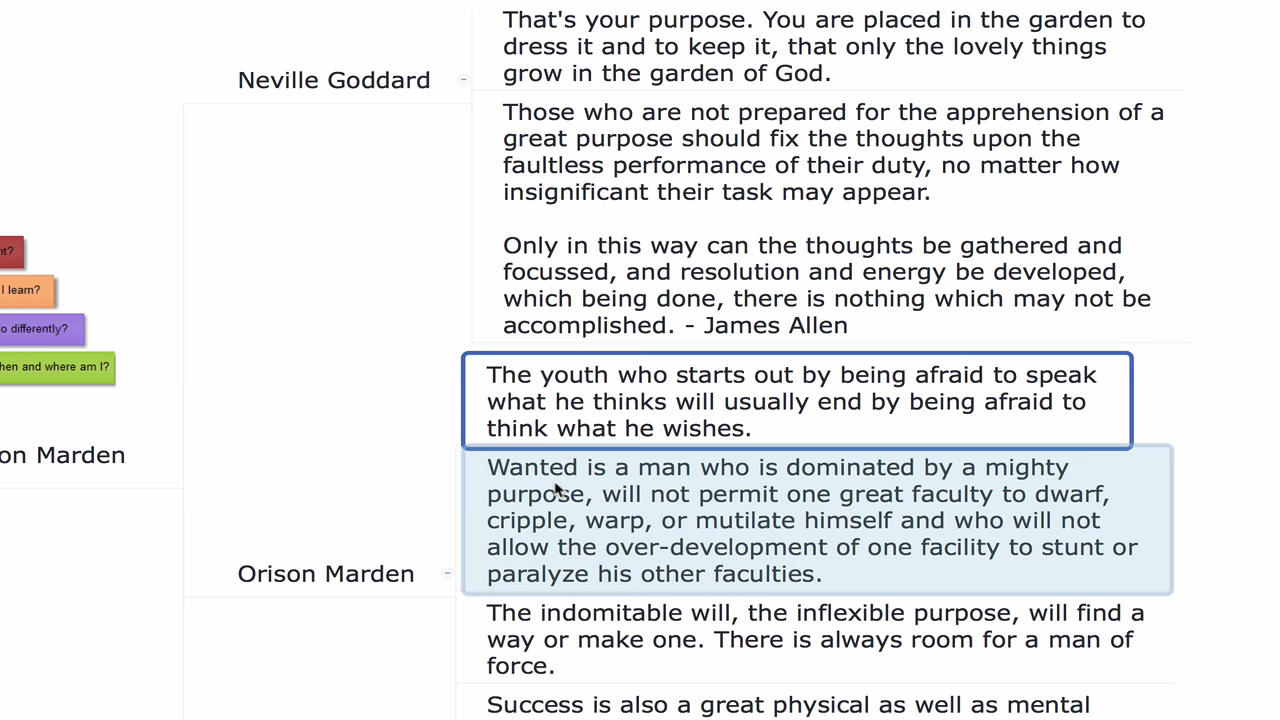 That's your purpose. You are placed in the garden to
dress it and to keep it, that only the lovely things
grow in the garden of God.
Neville Goddard
Those who are not prepared for the apprehension of a
great purpose should fix the thoughts upon the
faultless performance of their duty, no matter how
insignificant their task may appear.
Only in this way can the thoughts be gathered and
focussed, and resolution and energy be developed,
which being done, there is nothing which may not be
accomplished. - James Allen
I learn?
differently?
and where am I?
on Marden
The youth who starts out by being afraid to speak
what he thinks will usually end by being afraid to
think what he wishes.
Wanted is a man who is dominated by a mighty
purpose, will not permit one great faculty to dwarf,
cripple, warp, or mutilate himself and who will not
allow the over-development of one facility to stunt or
paralyze his other faculties.
Orison Marden
The indomitable will, the inflexible purpose, will find a
way or make one. There is always room for a man of
force.
Success is also a great physical as well as mental